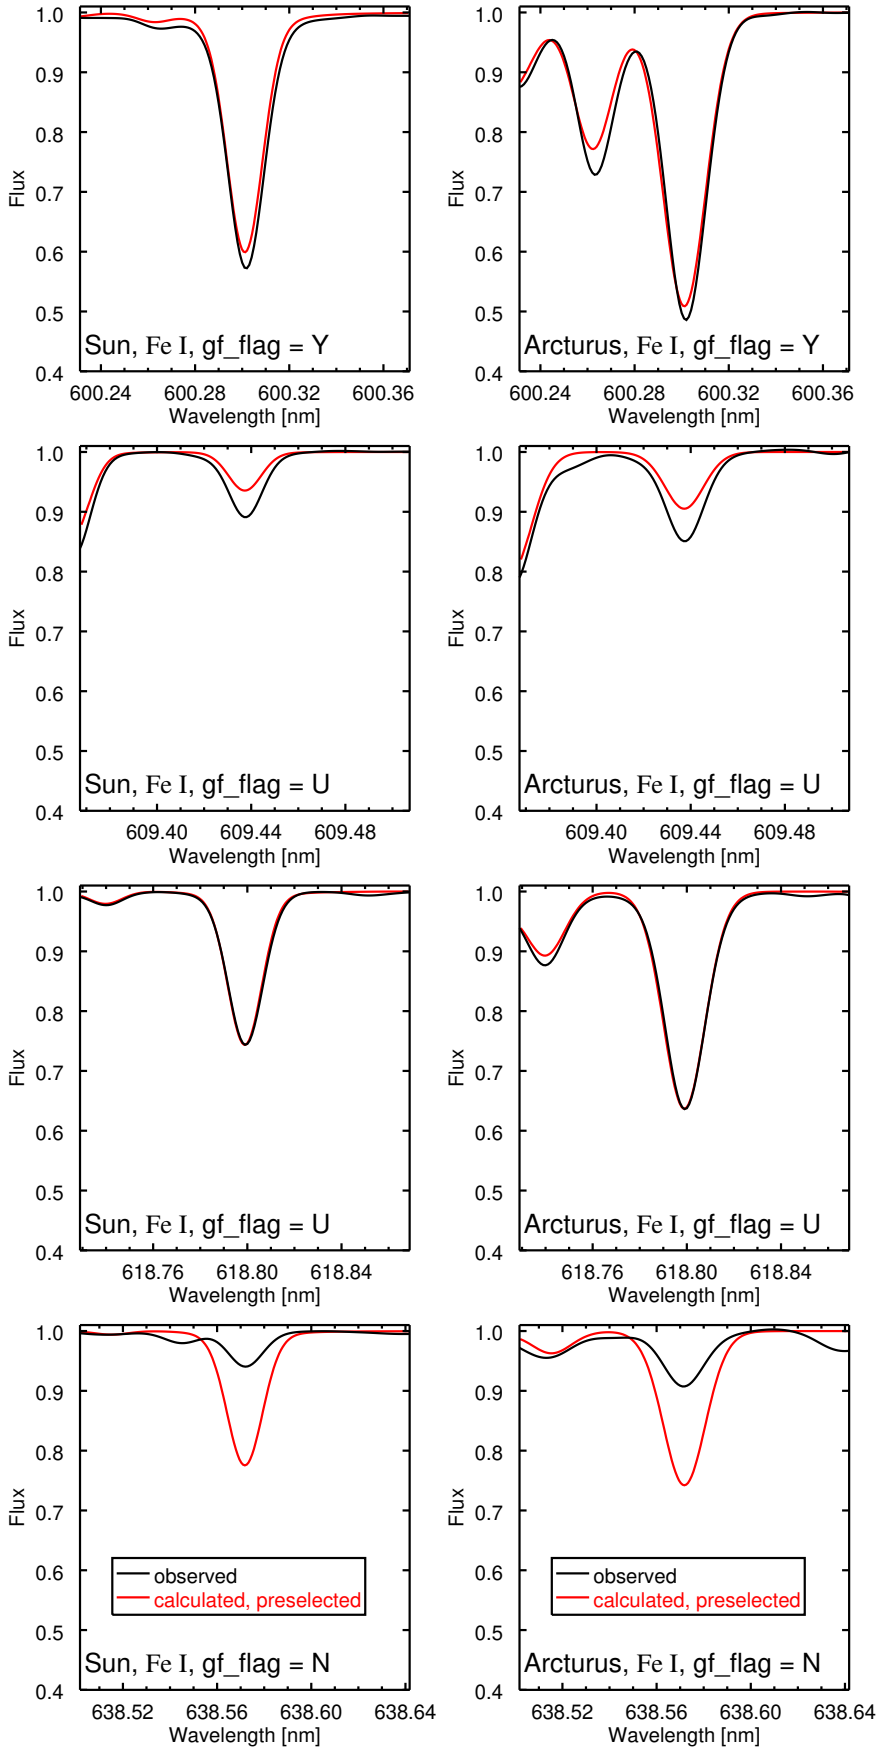 1.0
0.9
0.8
0.7
0.6
0.5
0.4
Flux
Sun, Fe I, gf_flag = Y
600.24 600.28 600.32 600.36
Wavelength [nm]
1.0
0.9
0.8
0.7
0.6
0.5
0.4
Flux
Arcturus, Fe I, gf_flag = Y
600.24 600.28 600.32 600.36
Wavelength [nm]
1.0
0.9
0.8
0.7
0.6
0.5
0.4
Flux
Sun, Fe I, gf_flag = U
609.40 609.44 609.48
Wavelength [nm]
1.0
0.9
0.8
0.7
0.6
0.5
0.4
Flux
Arcturus, Fe I, gf_flag = U
609.40 609.44 609.48
Wavelength [nm]
1.0
0.9
0.8
0.7
0.6
0.5
0.4
Flux
Sun, Fe I, gf_flag = U
618.76 618.80 618.84
Wavelength [nm]
1.0
0.9
0.8
0.7
0.6
0.5
0.4
Flux
Arcturus, Fe I, gf_flag = U
618.76 618.80 618.84
Wavelength [nm]
1.0
0.9
0.8
0.7
0.6
0.5
0.4
Flux
observed
calculated, preselected
Sun, Fe I, gf_flag = N
638.52 638.56 638.60 638.64
Wavelength [nm]
1.0
0.9
0.8
0.7
0.6
0.5
0.4
Flux
observed
calculated, preselected
Arcturus, Fe I, gf_flag = N
638.52 638.56 638.60 638.64
Wavelength [nm]